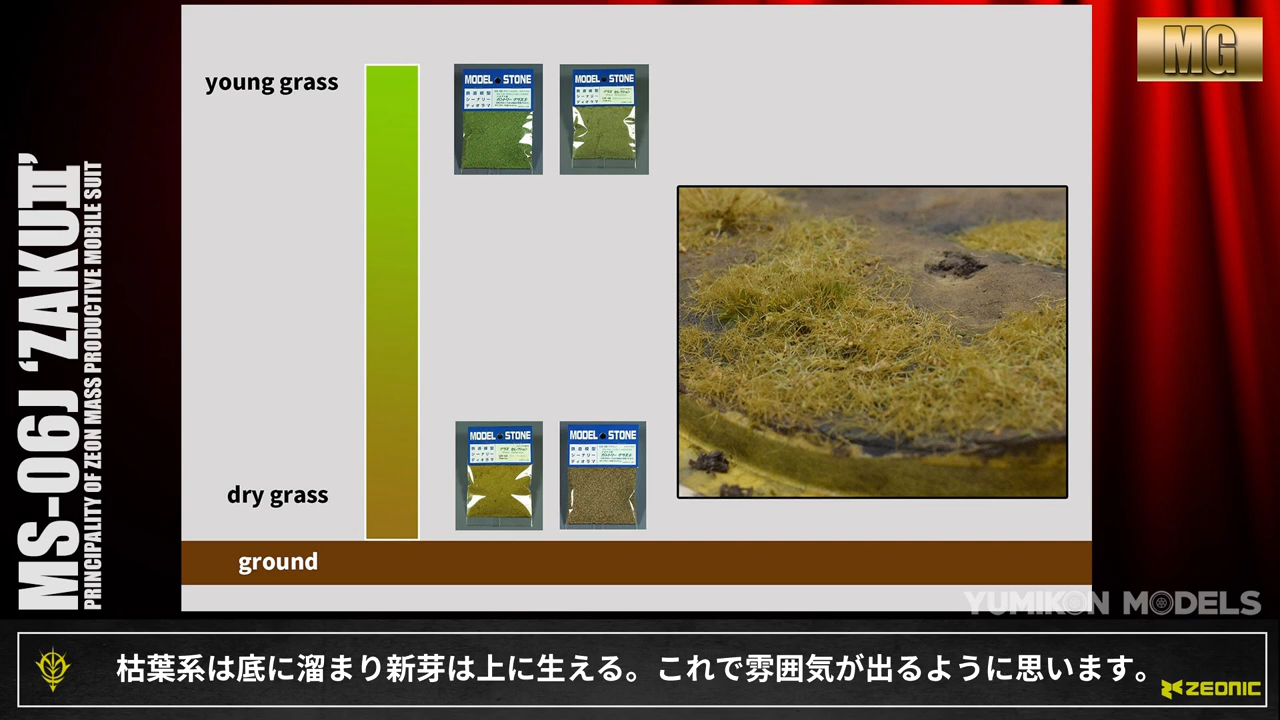 MG
young grass
MODEL STONE
MODEL STONE
MS-06J ‘ZAKUII’
PRINCIPALITY OF ZEON MASS PRODUCTIVE MOBILE SUIT
MODEL STONE
MODEL STONE
dry grass
ground
YUMIKON MODELS
枯葉系は底に溜まり新芽は上に生える。これで雰囲気が出るように思います。
ZEONIC